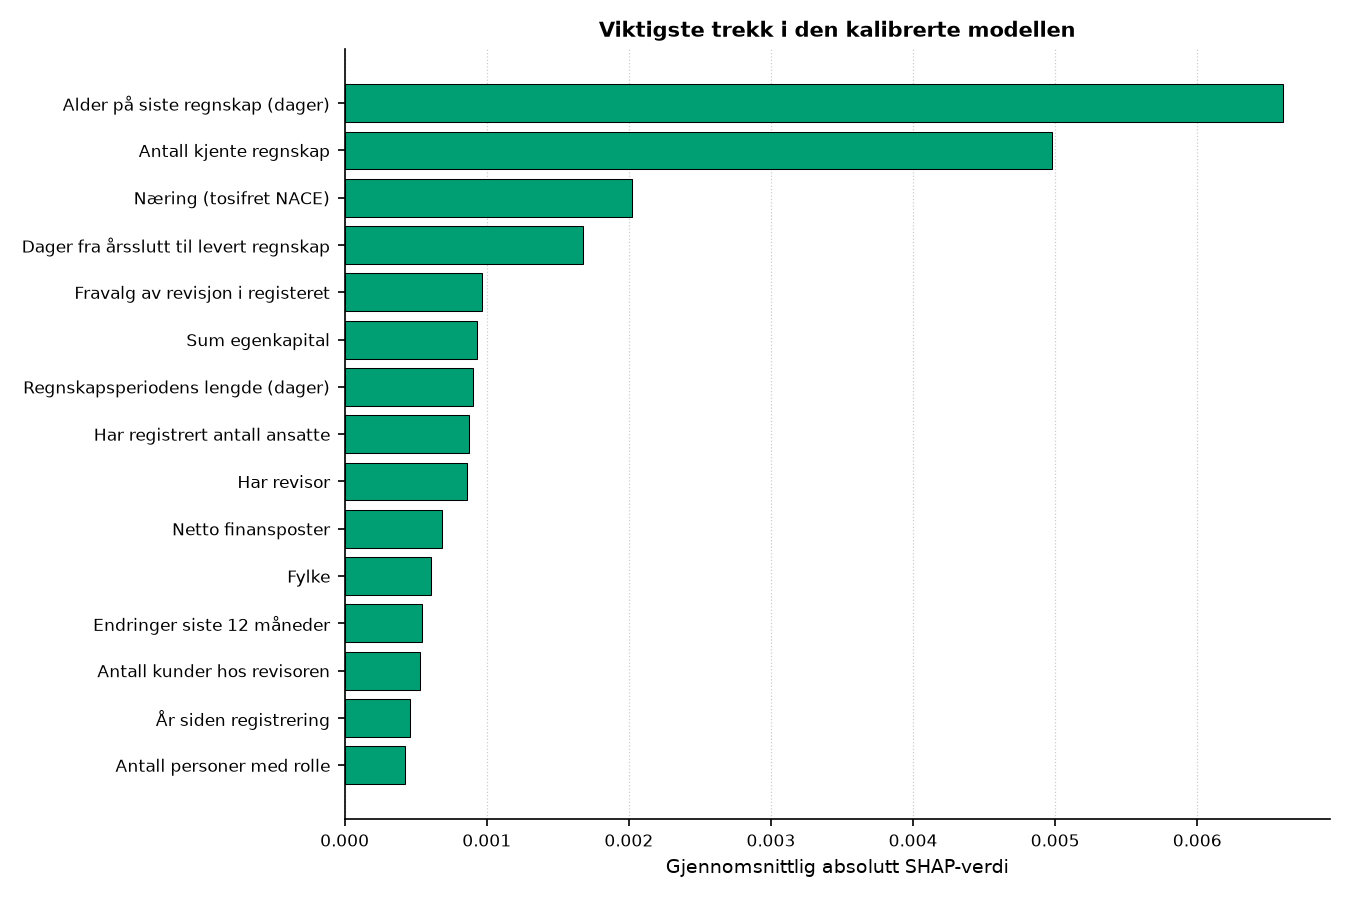 Viktigste trekk i den kalibrerte modellen
Alder på siste regnskap (dager)
Antall kjente regnskap
Næring (tosifret NACE)
Dager fra årsslutt til levert regnskap
Fravalg av revisjon i registeret
Sum egenkapital
Regnskapsperiodens lengde (dager)
Har registrert antall ansatte
Har revisor
Netto finansposter
Fylke
Endringer siste 12 måneder
Antall kunder hos revisoren
År siden registrering
Antall personer med rolle
0.000 0.001 0.002 0.003 0.004 0.005 0.006
Gjennomsnittlig absolutt SHAP-verdi